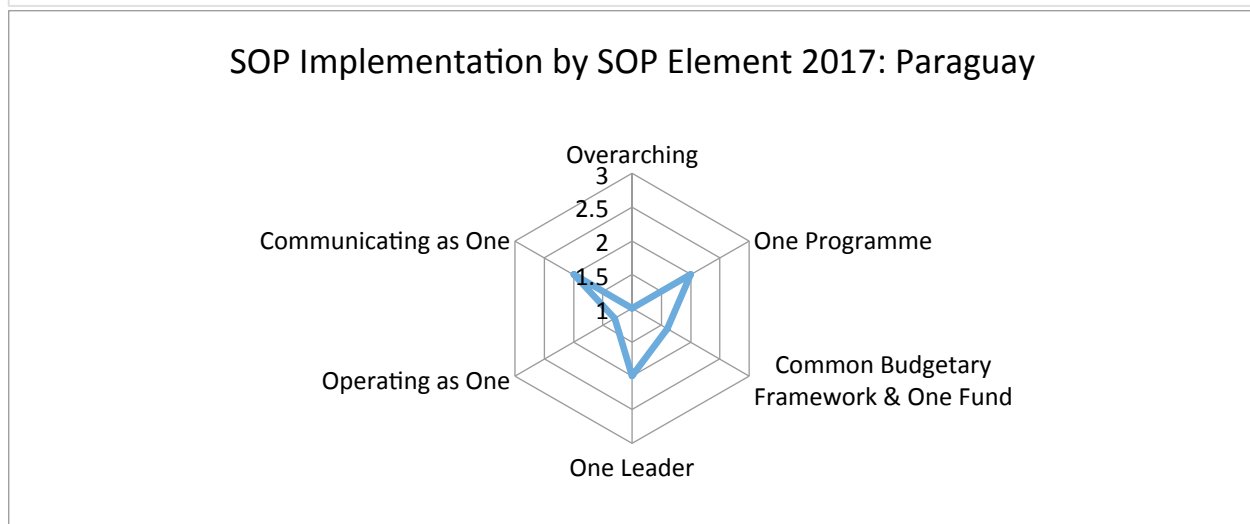 SOP Implementation by SOP Element 2017: Paraguay
Overarching
3
2.5
2
1.5
1
One Programme
Common Budgetary
Framework & One Fund
One Leader
Operating as One
Communicating as One